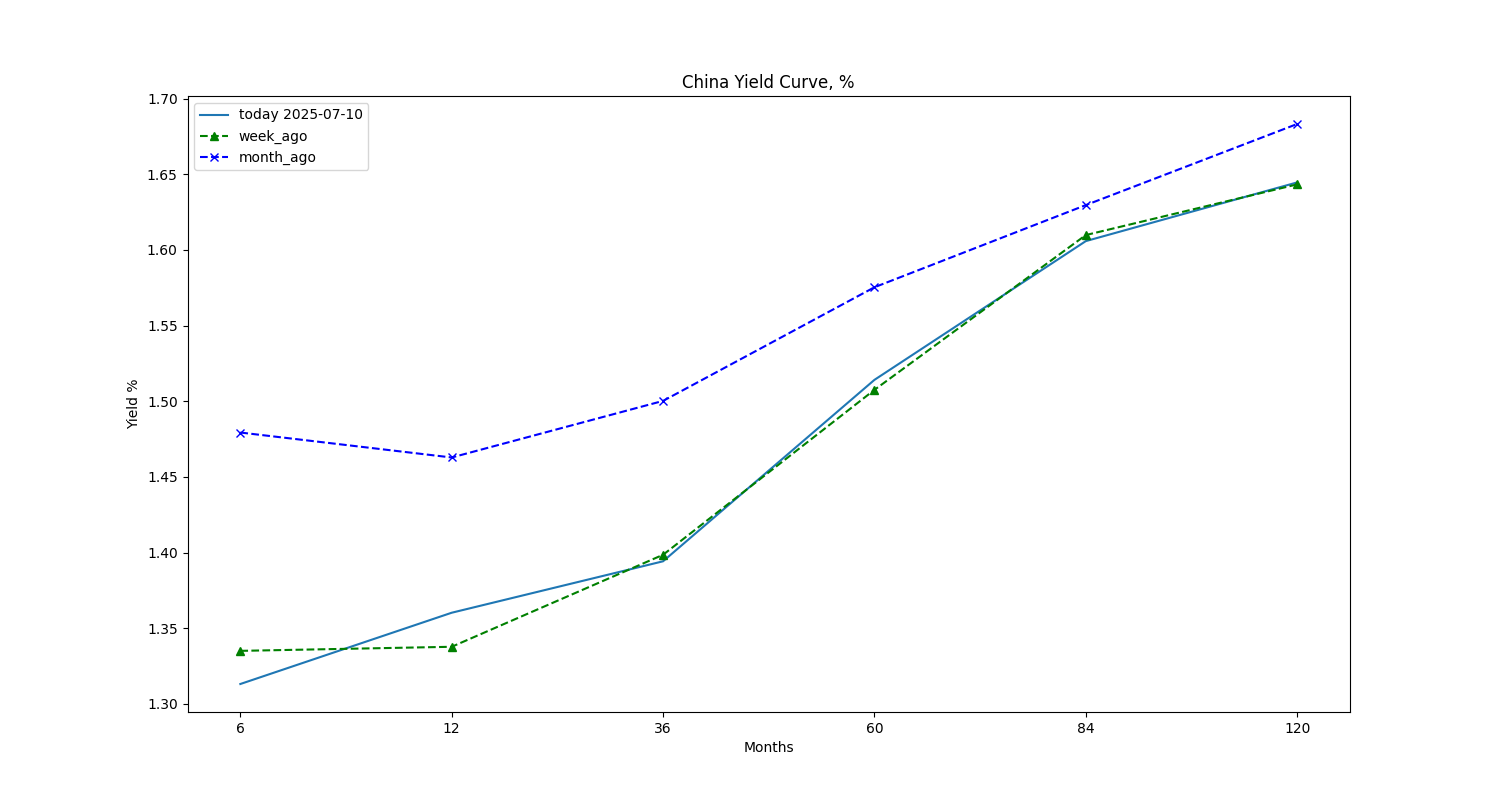 China Yield Curve, %
today 2025-07-10
week_ago
month_ago
1.70
1.65
1.60
1.55
1.50
1.45
1.40
1.35
1.30
Yield %
6 12 36 60 84 120
Months